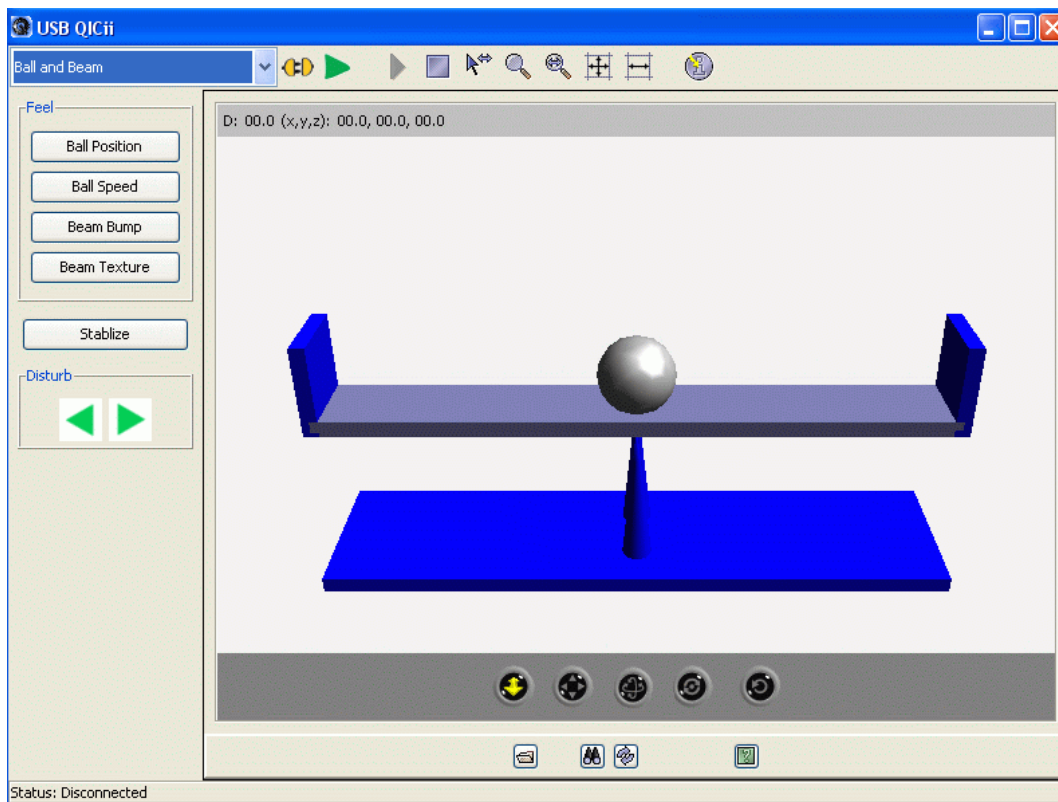 USB QICii
Ball and Beam
Feel
Ball Position
Ball Speed
Beam Bump
Beam Texture
Stablize
Disturb
D: 00.0 (x,y,z): 00.0, 00.0, 00.0
Status: Disconnected